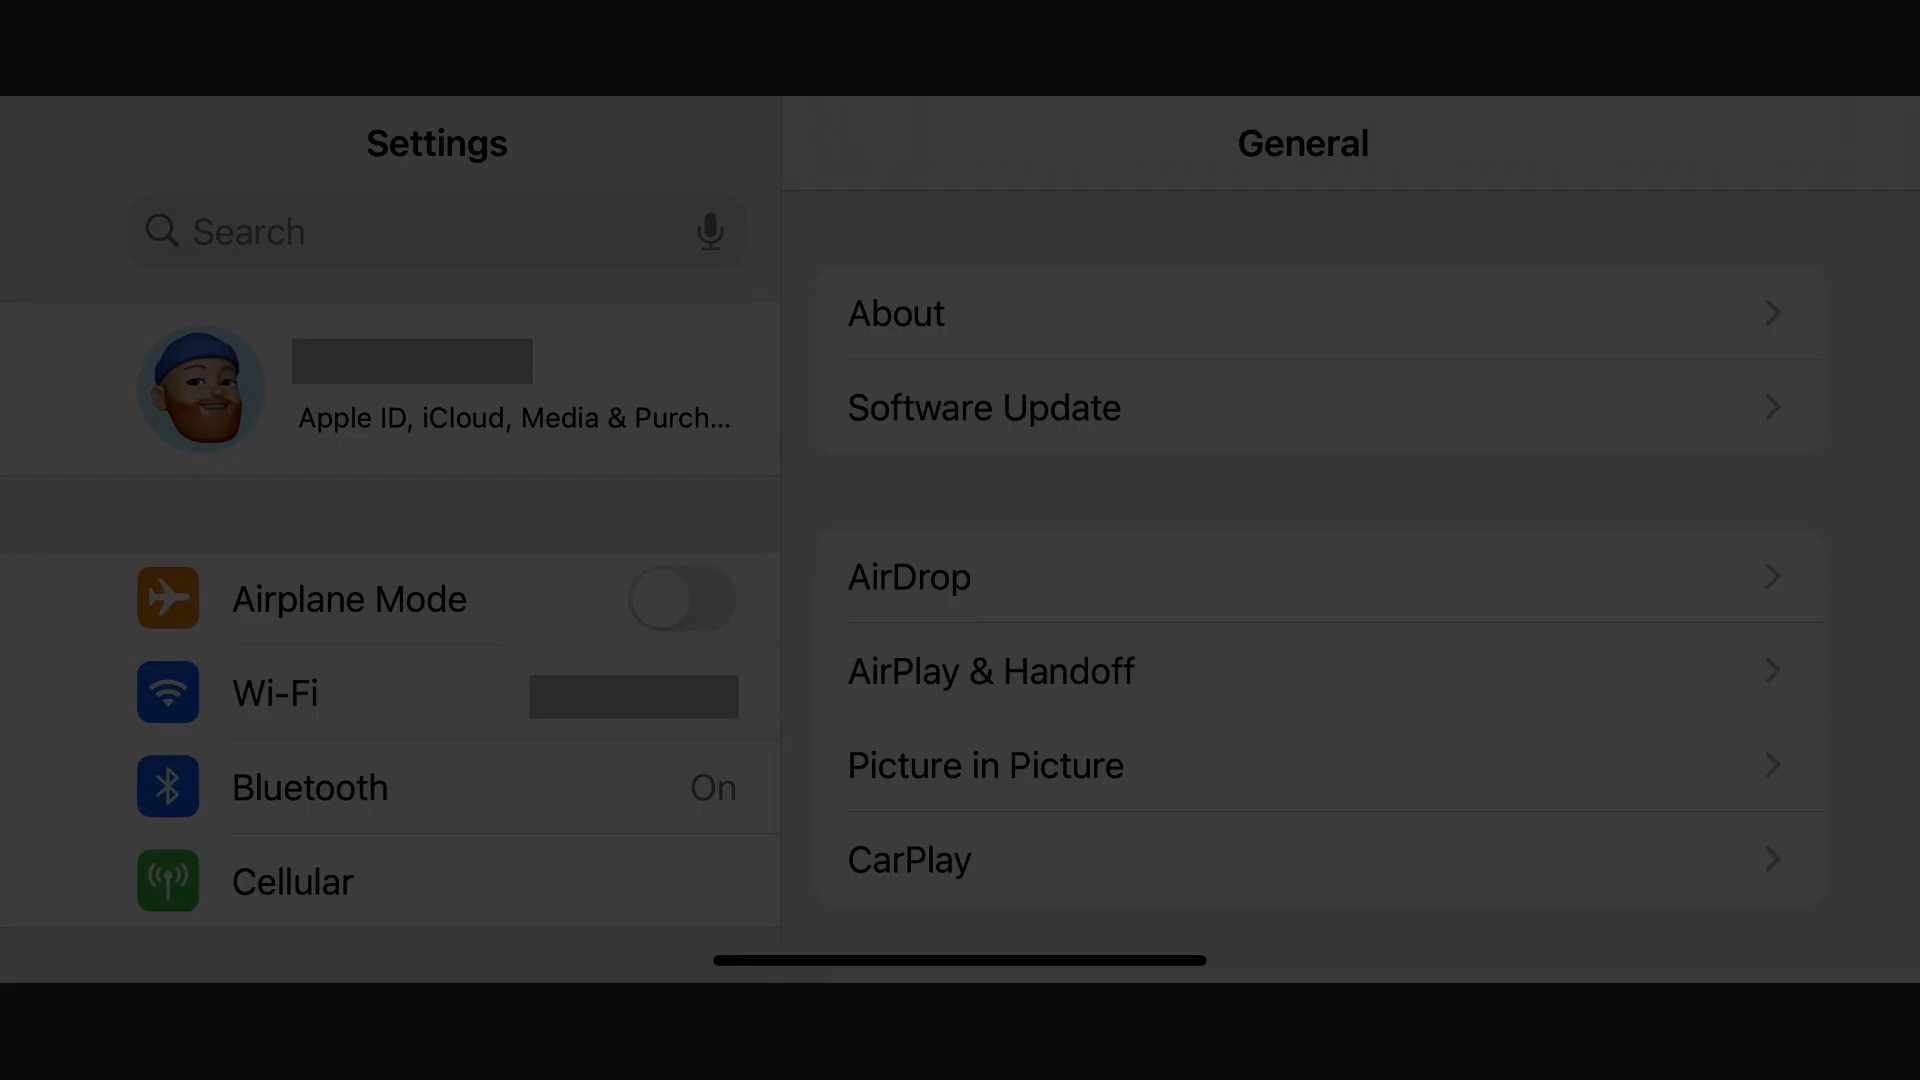 Settings
Search
Apple ID, iCloud, Media & Purch...
Airplane Mode
Wi-Fi
Bluetooth On
Cellular
General
About
Software Update
AirDrop
AirPlay & Handoff
Picture in Picture
CarPlay